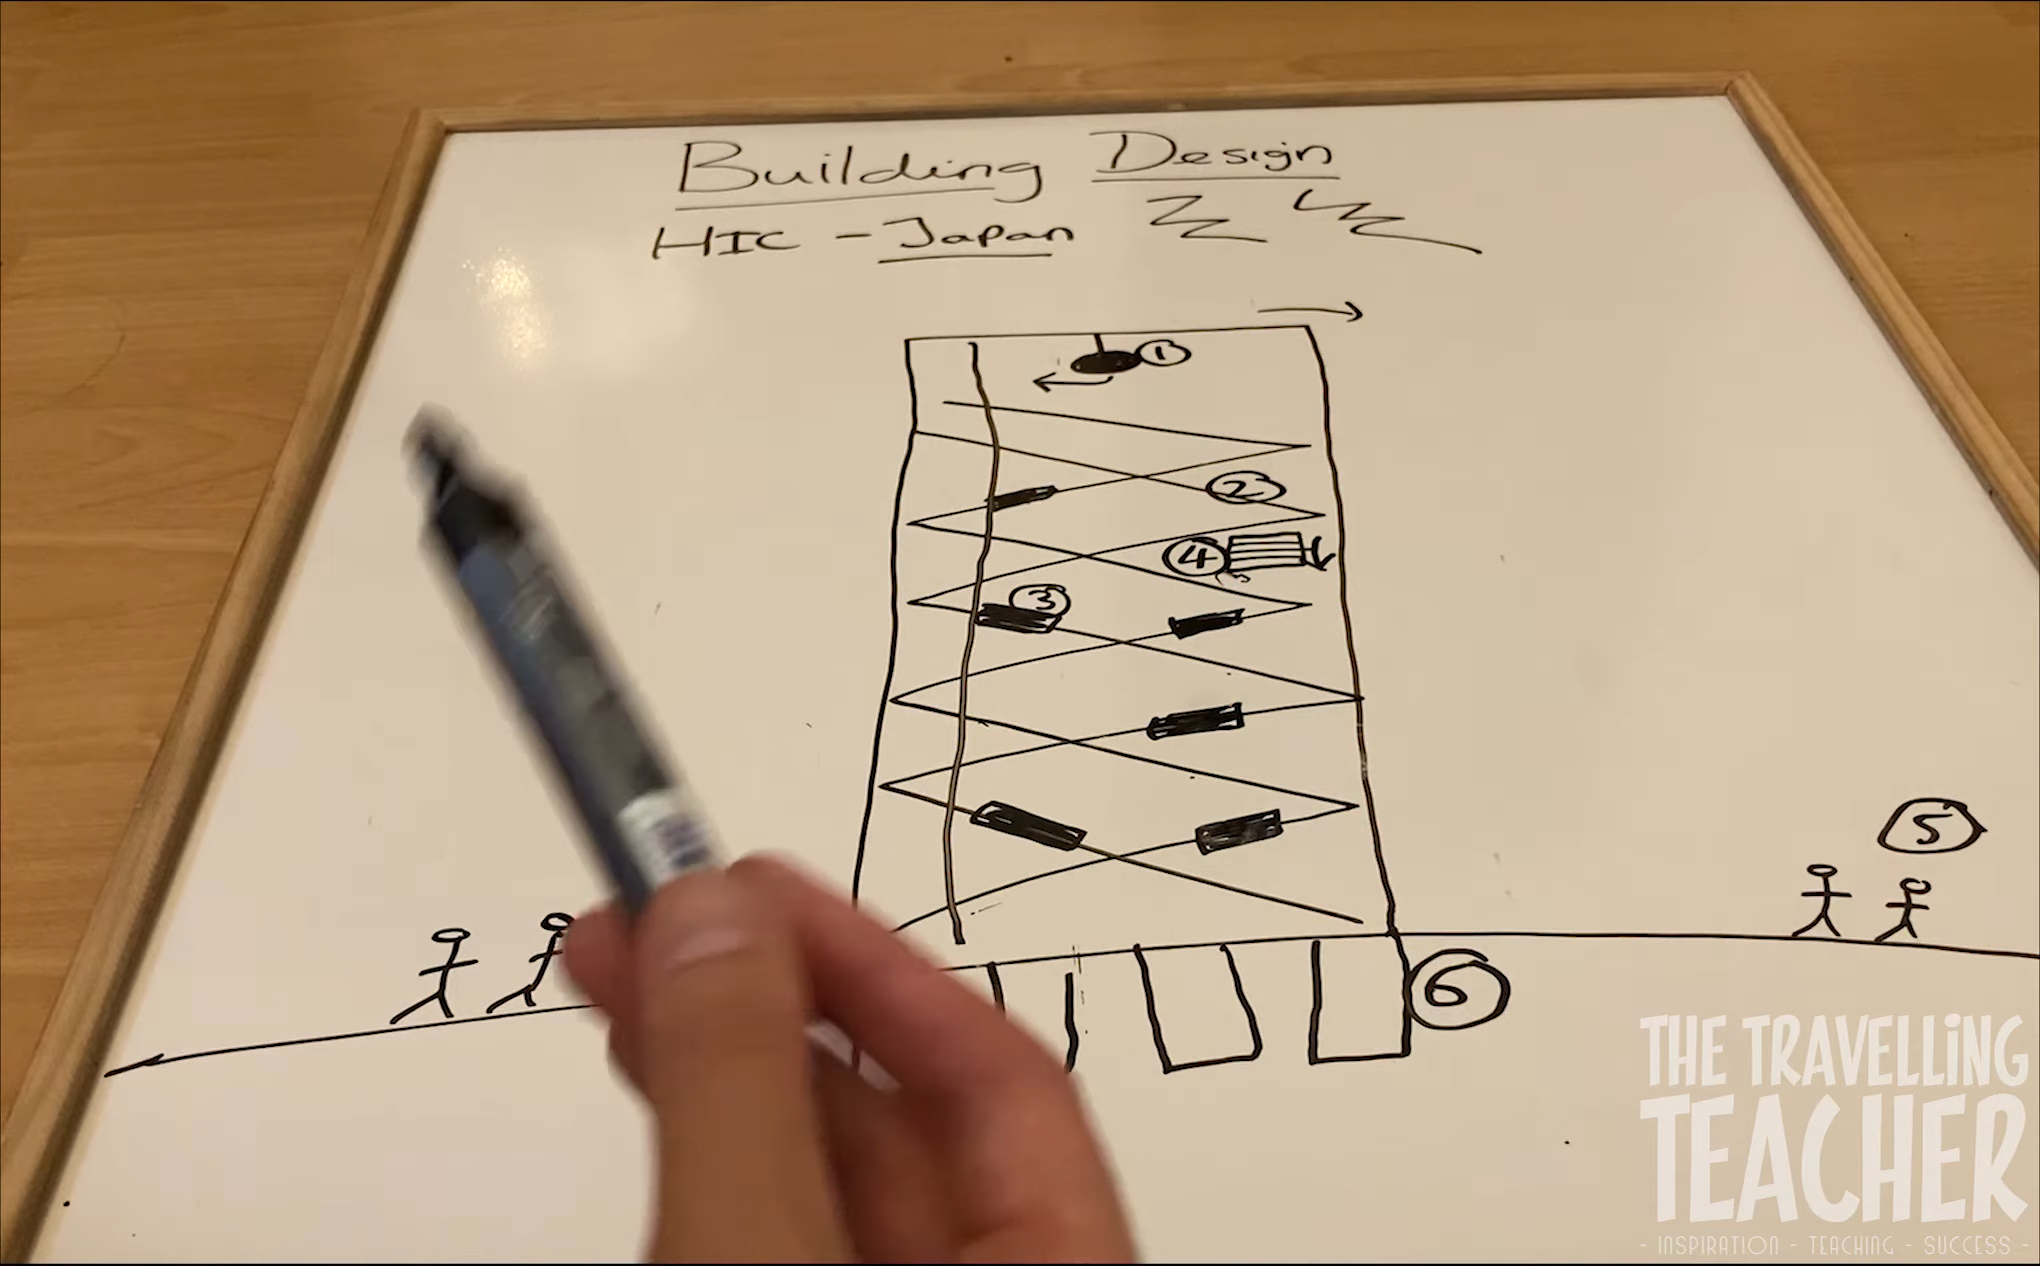 Building Design
HIC - Japan
1
2
4
3
5
6
THE TRAVELLING
TEACHER
- INSPIRATION - TEACHING - SUCCESS -